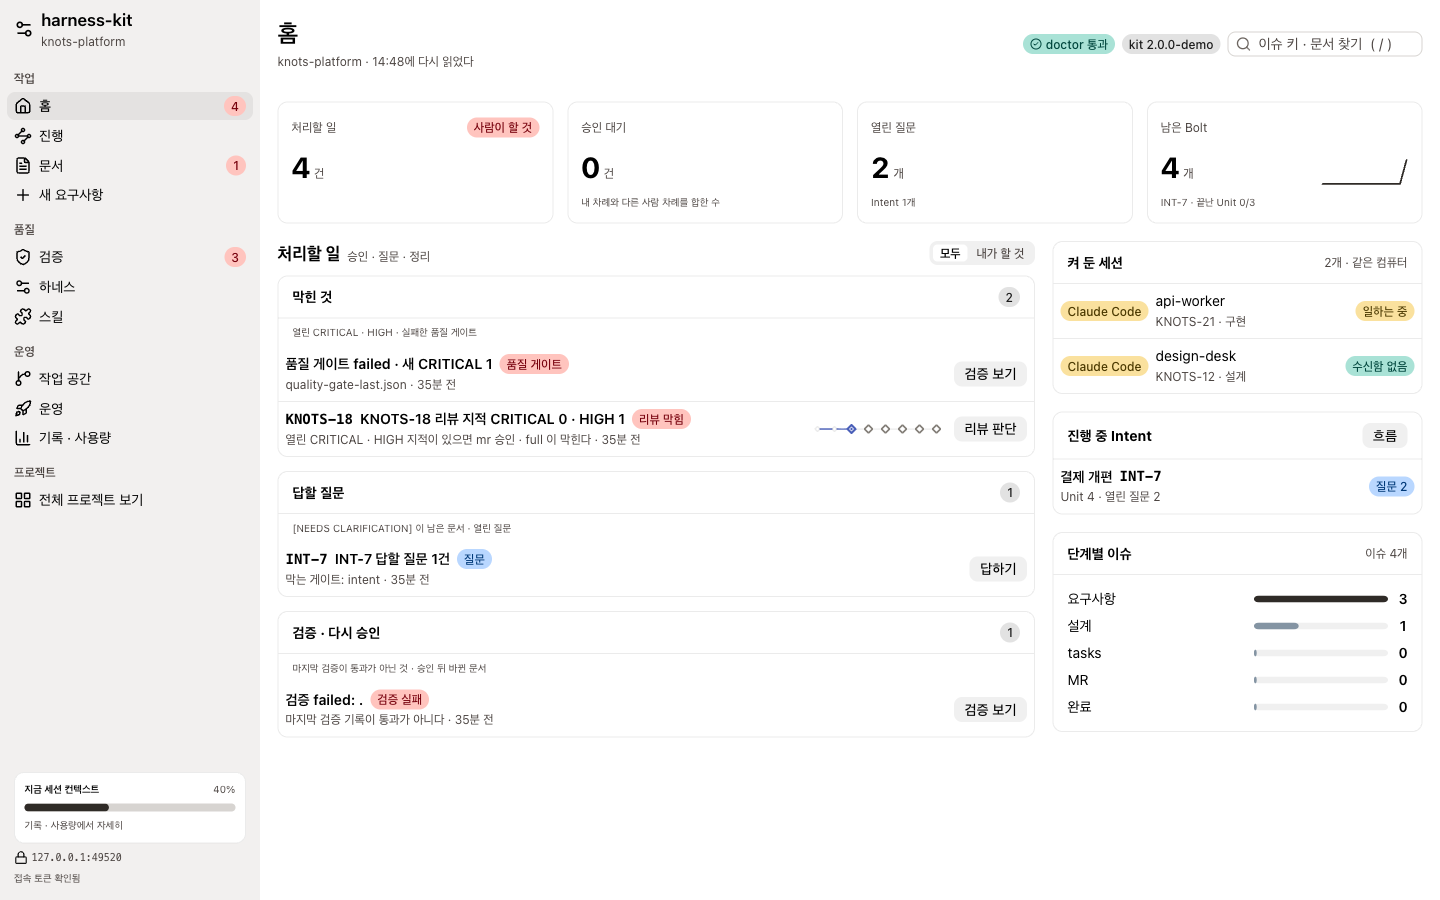 harness-kit
knots-platform
작업
홈 4
진행
문서 1
새 요구사항
품질
검증 3
하네스
스킬
운영
작업 공간
운영
기록 · 사용량
프로젝트
전체 프로젝트 보기
지금 세션 컨텍스트 40%
기록 · 사용량에서 자세히
127.0.0.1:49520
접속 토큰 확인됨
홈
knots-platform · 14:48에 다시 읽었다
doctor 통과
kit 2.0.0-demo
이슈 키 · 문서 찾기 ( / )
처리할 일 사람이 할 것
4 건
승인 대기
0 건
내 차례와 다른 사람 차례를 합한 수
열린 질문
2 개
Intent 1개
남은 Bolt
4 개
INT-7 · 끝난 Unit 0/3
처리할 일 승인 · 질문 · 정리
모두 내가 할 것
막힌 것 2
열린 CRITICAL · HIGH · 실패한 품질 게이트
품질 게이트 failed · 새 CRITICAL 1 품질 게이트
quality-gate-last.json · 35분 전
검증 보기
KNOTS-18 KNOTS-18 리뷰 지적 CRITICAL 0 · HIGH 1 리뷰 막힘
열린 CRITICAL · HIGH 지적이 있으면 mr 승인 · full 이 막힌다 · 35분 전
리뷰 판단
답할 질문 1
[NEEDS CLARIFICATION] 이 남은 문서 · 열린 질문
INT-7 INT-7 답할 질문 1건 질문
막는 게이트: intent · 35분 전
답하기
검증 · 다시 승인 1
마지막 검증이 통과가 아닌 것 · 승인 뒤 바뀐 문서
검증 failed: . 검증 실패
마지막 검증 기록이 통과가 아니다 · 35분 전
검증 보기
켜 둔 세션 2개 · 같은 컴퓨터
Claude Code api-worker 일하는 중
KNOTS-21 · 구현
Claude Code design-desk 수신함 없음
KNOTS-12 · 설계
진행 중 Intent 흐름
결제 개편 INT-7
Unit 4 · 열린 질문 2
질문 2
단계별 이슈 이슈 4개
요구사항 3
설계 1
tasks 0
MR 0
완료 0